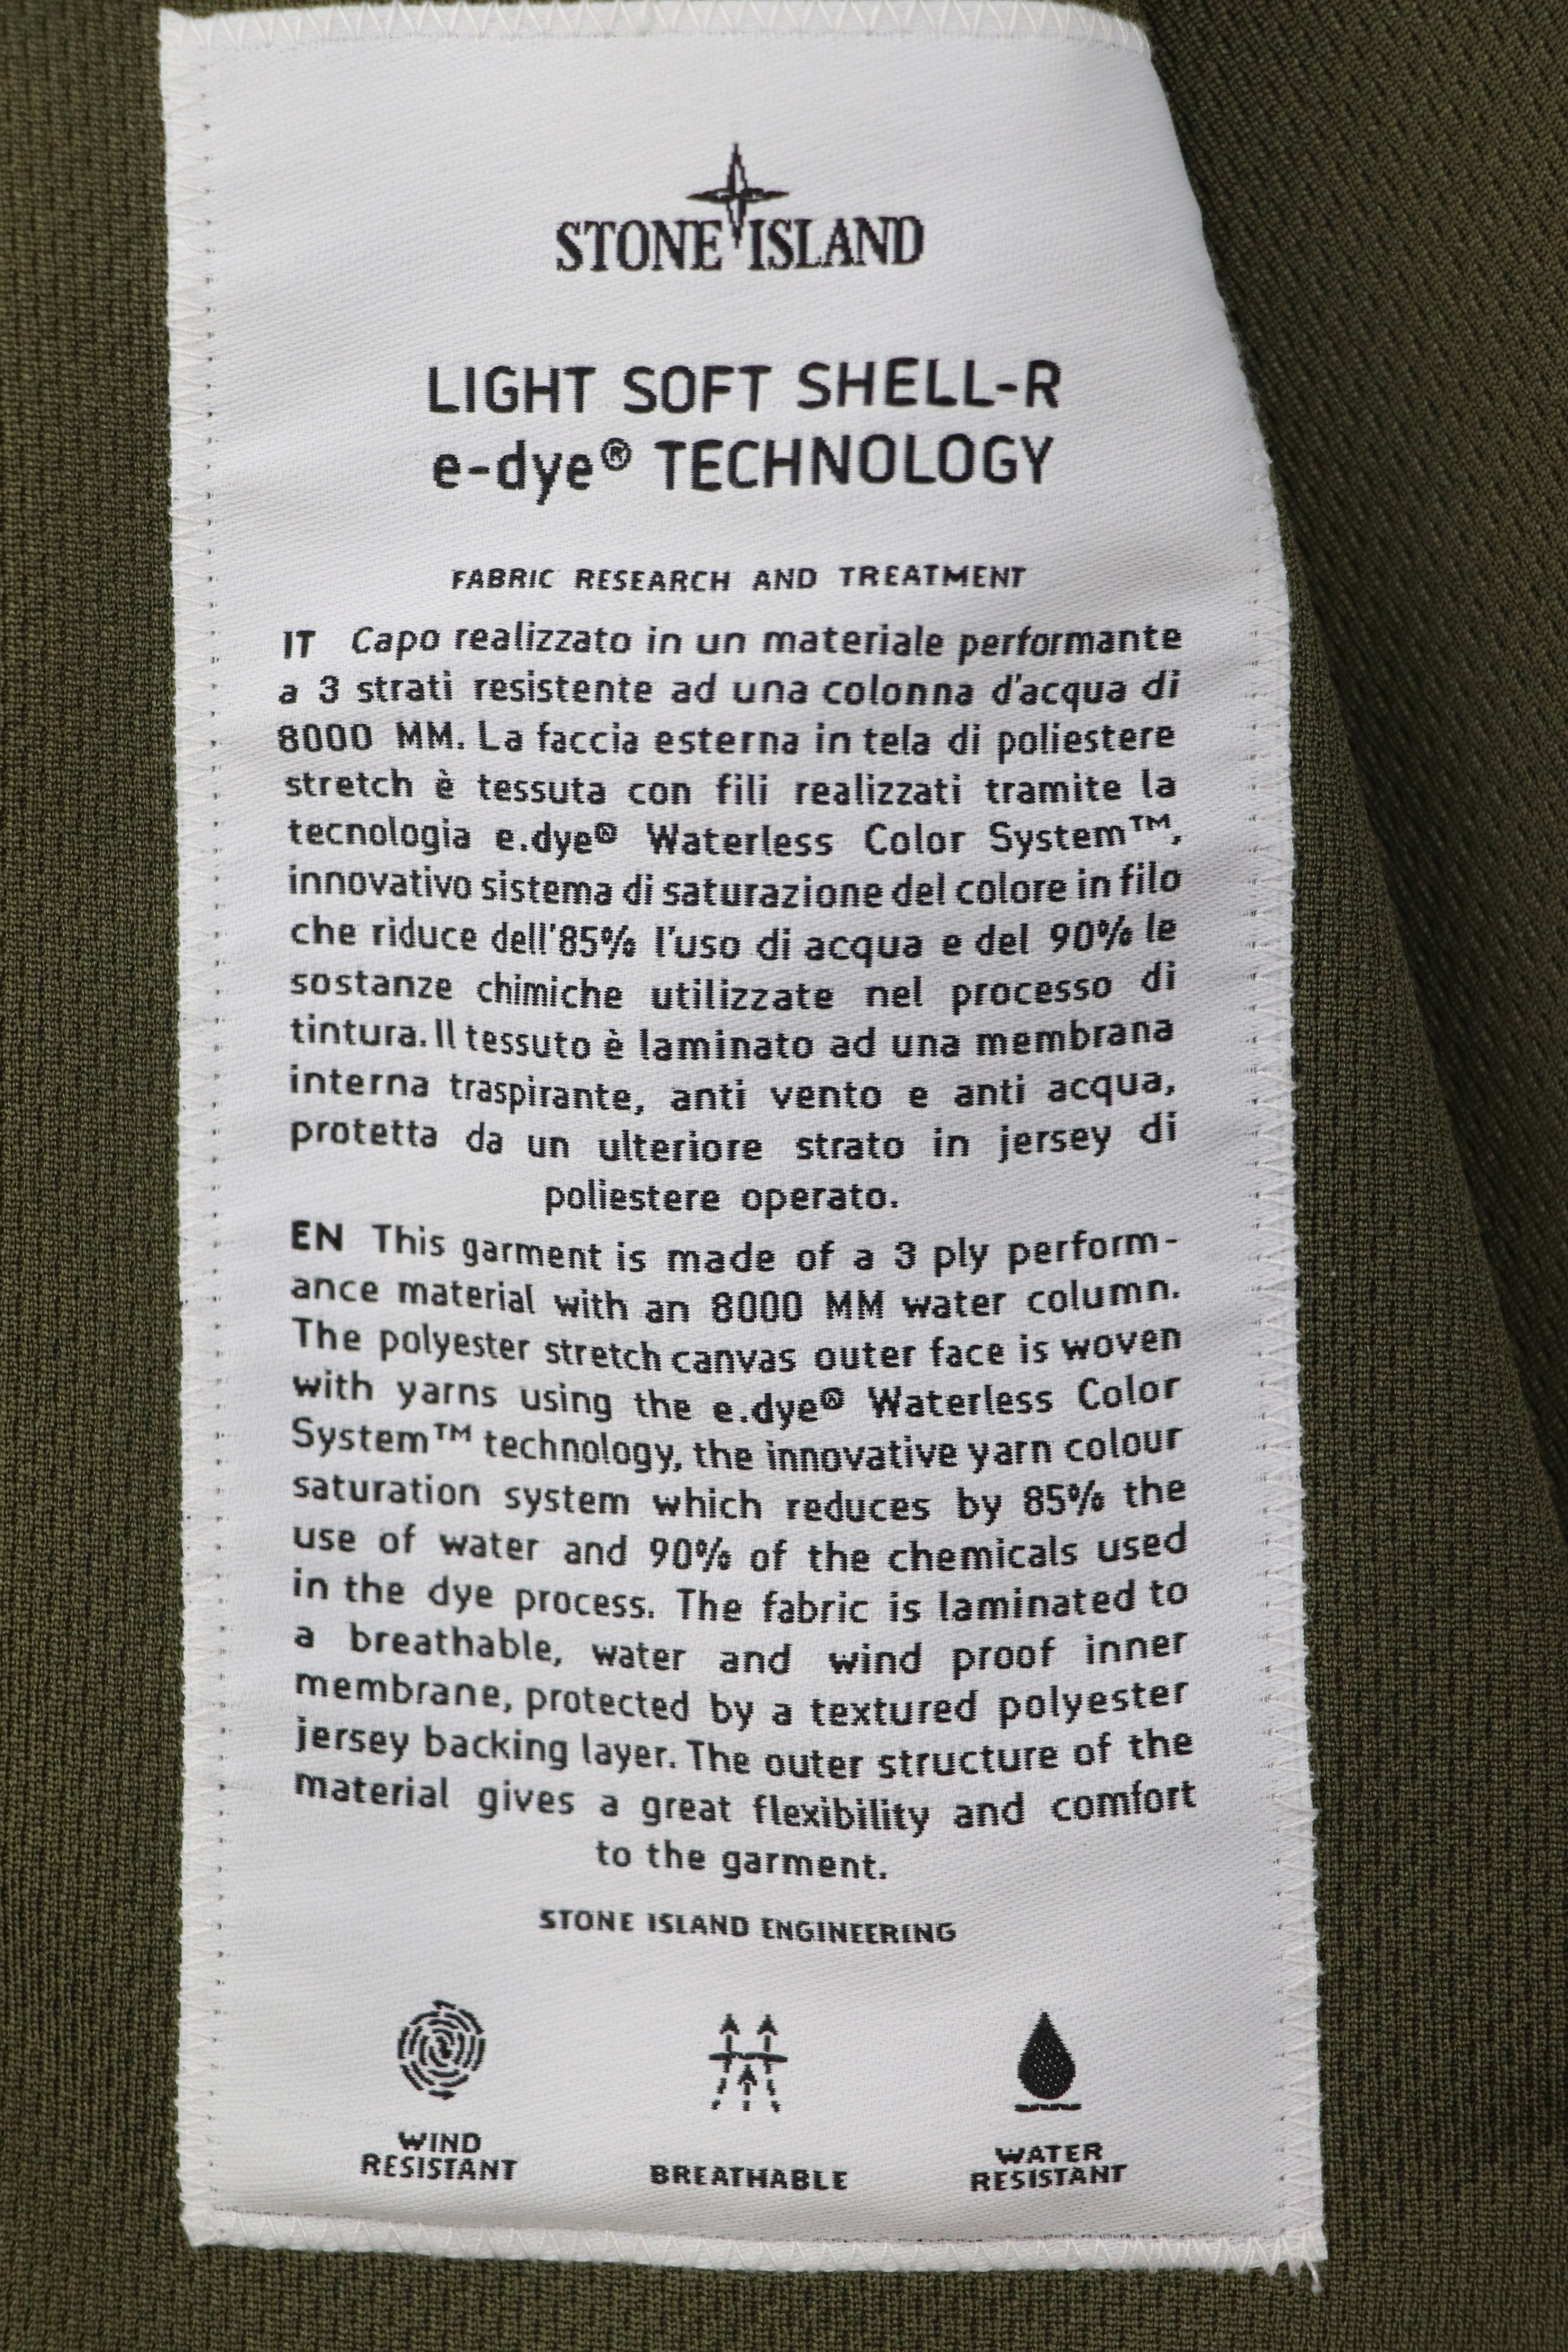 STONE ISLAND
LIGHT SOFT SHELL-R
e-dye® TECHNOLOGY
FABRIC RESEARCH AND TREATMENT
IT Capo realizzato in un materiale performante
a 3 strati resistente ad una colonna d'acqua di
8000 MM. La faccia esterna in tela di poliestere
stretch è tessuta con fili realizzati tramite la
tecnologia e.dye® Waterless Color System™,
innovativo sistema di saturazione del colore in filo
che riduce dell'85% l'uso di acqua e del 90% le
sostanze chimiche utilizzate nel processo di
tintura. Il tessuto è laminato ad una membrana
interna traspirante, anti vento e anti acqua,
protetta da un ulteriore strato in jersey di
poliestere operato.
EN This garment is made of a 3 ply perform-
ance material with an 8000 MM water column.
The polyester stretch canvas outer face is woven
with yarns using the e.dye® Waterless Color
System™ technology, the innovative yarn colour
saturation system which reduces by 85% the
use of water and 90% of the chemicals used
in the dye process. The fabric is laminated to
a breathable, water and wind proof inner
membrane, protected by a textured polyester
jersey backing layer. The outer structure of the
material gives a great flexibility and comfort
to the garment.
STONE ISLAND ENGINEERING
WIND
RESISTANT
BREATHABLE
WATER
RESISTANT